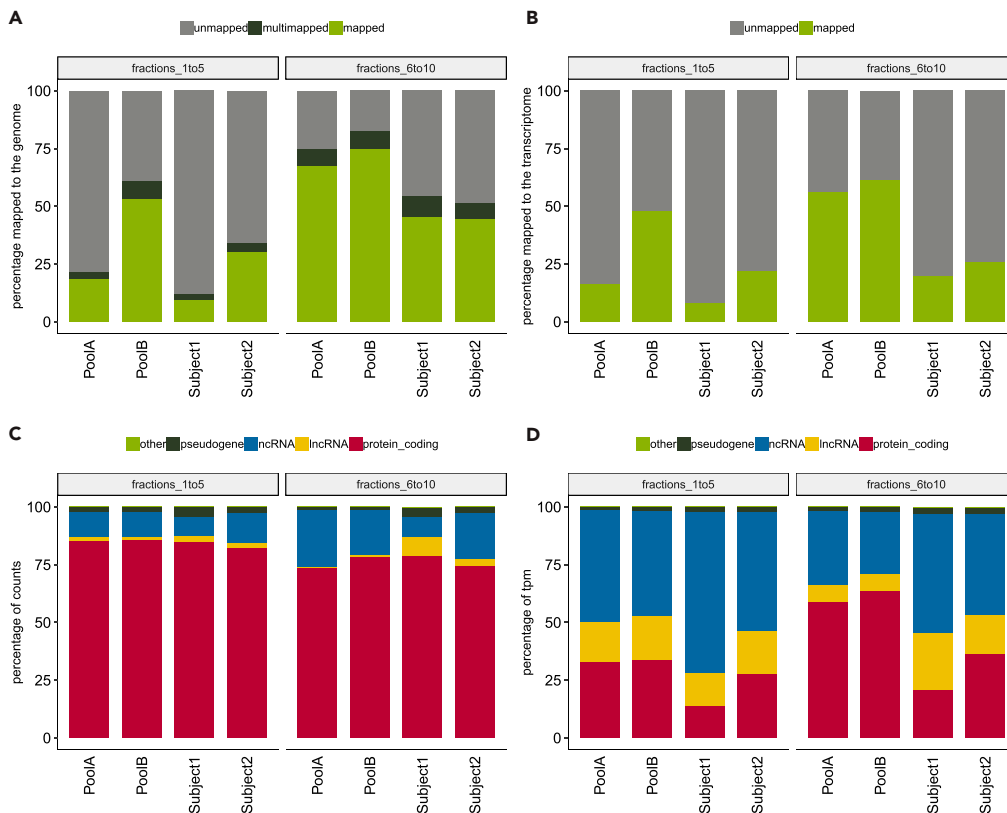 A
unmapped multimapped mapped
fractions_1to5 fractions_6to10
percentage mapped to the genome
100
75
50
25
0
PoolA PoolB Subject1 Subject2 PoolA PoolB Subject1 Subject2
B
unmapped mapped
fractions_1to5 fractions_6to10
percentage mapped to the transcriptome
100
75
50
25
0
PoolA PoolB Subject1 Subject2 PoolA PoolB Subject1 Subject2
C
other pseudogene ncRNA lncRNA protein_coding
fractions_1to5 fractions_6to10
percentage of counts
100
75
50
25
0
PoolA PoolB Subject1 Subject2 PoolA PoolB Subject1 Subject2
D
other pseudogene ncRNA lncRNA protein_coding
fractions_1to5 fractions_6to10
percentage of tpm
100
75
50
25
0
PoolA PoolB Subject1 Subject2 PoolA PoolB Subject1 Subject2